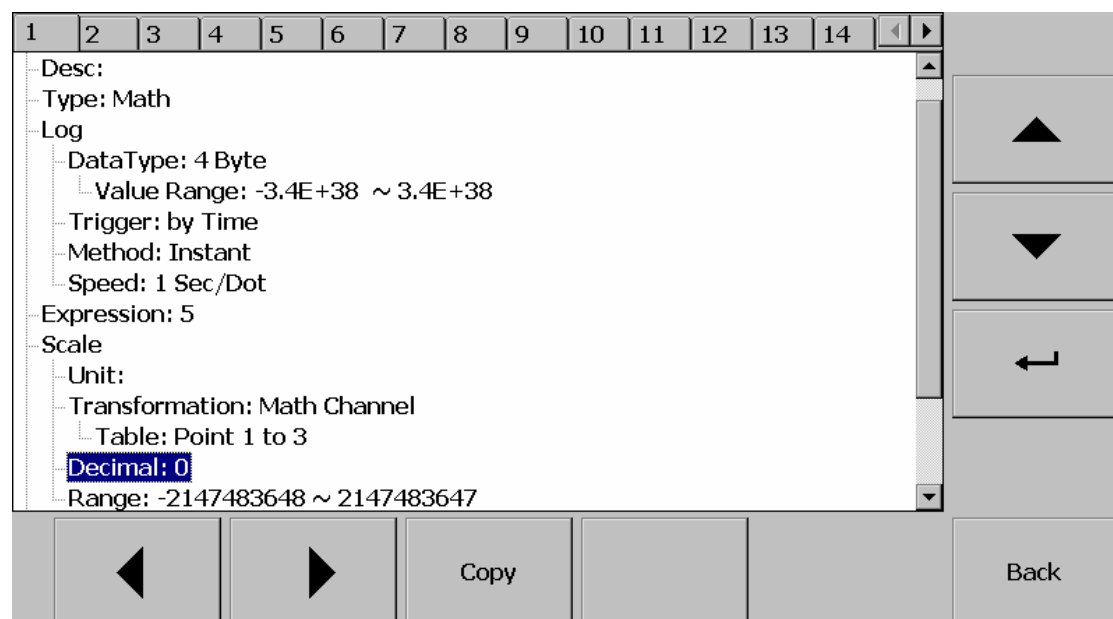 1 2 3 4 5 6 7 8 9 10 11 12 13 14
Desc:
Type: Math
Log
DataType: 4 Byte
Value Range: -3.4E+38 ~ 3.4E+38
Trigger: by Time
Method: Instant
Speed: 1 Sec/Dot
Expression: 5
Scale
Unit:
Transformation: Math Channel
Table: Point 1 to 3
Decimal: 0
Range: -2147483648 ~ 2147483647
Copy Back